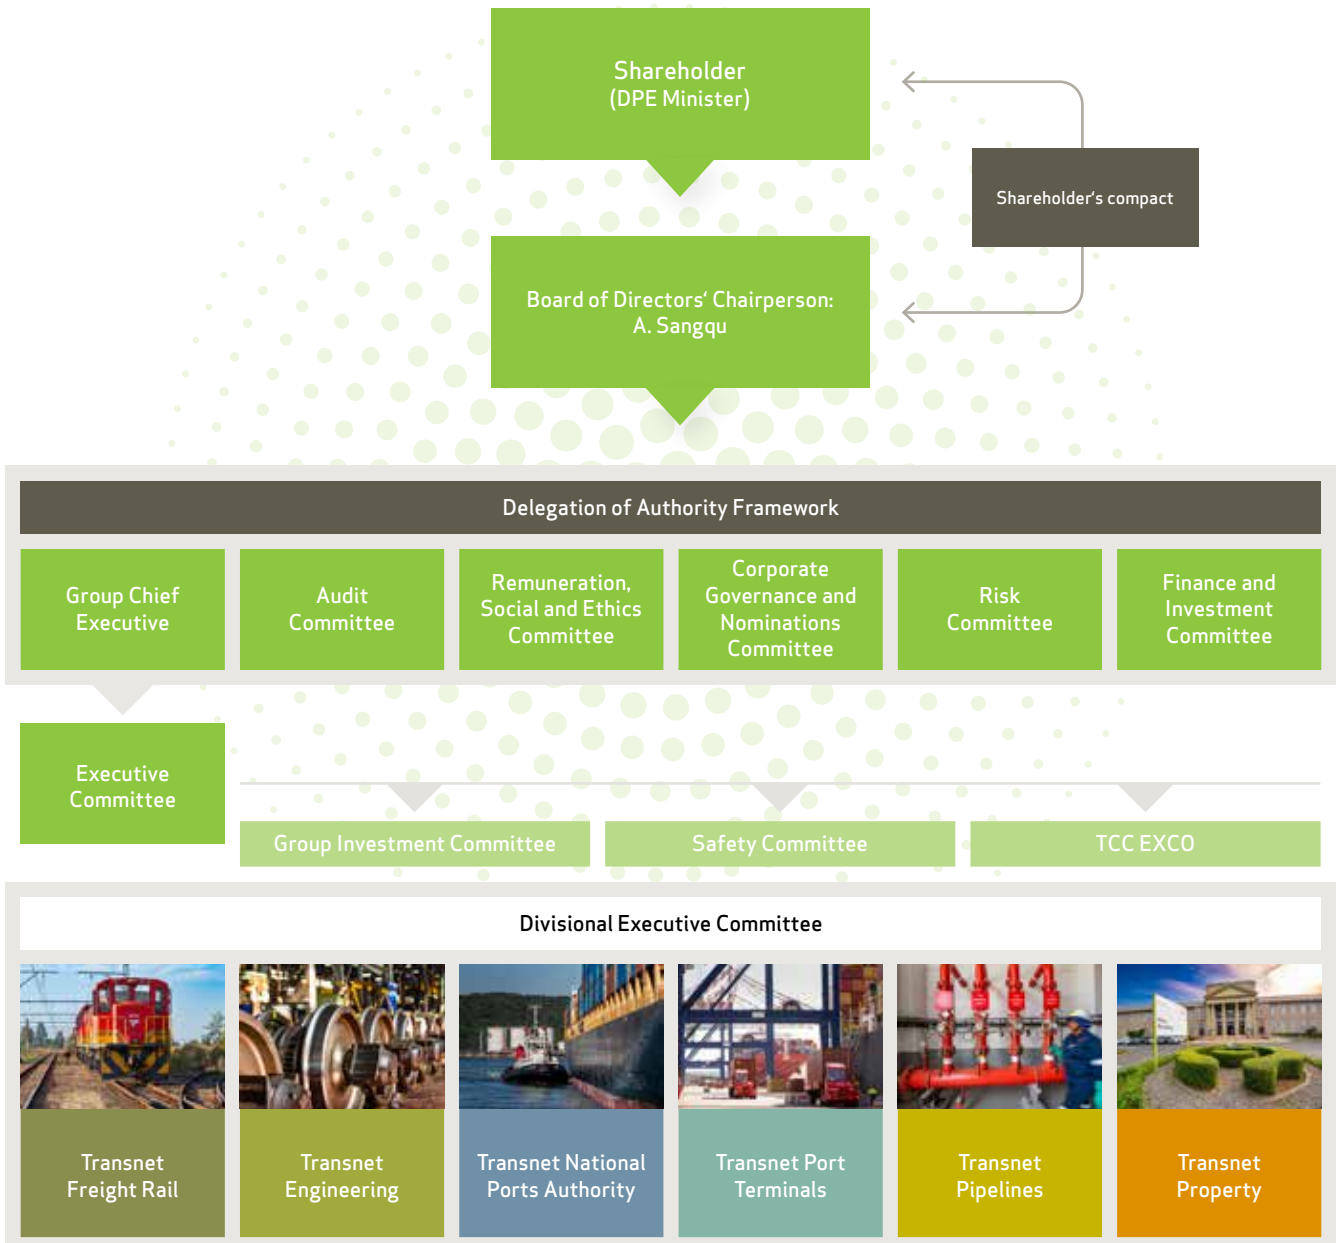 Shareholder
(DPE Minister)
Shareholder‘s compact
Board of Directors‘ Chairperson:
A. Sangqu
Delegation of Authority Framework
Group Chief
Executive
Audit
Committee
Remuneration,
Social and Ethics
Committee
Corporate
Governance and
Nominations
Committee
Risk
Committee
Finance and
Investment
Committee
Executive
Committee
Group Investment Committee
Safety Committee
TCC EXCO
Divisional Executive Committee
Transnet
Freight Rail
Transnet
Engineering
Transnet National
Ports Authority
Transnet Port
Terminals
Transnet
Pipelines
Transnet
Property